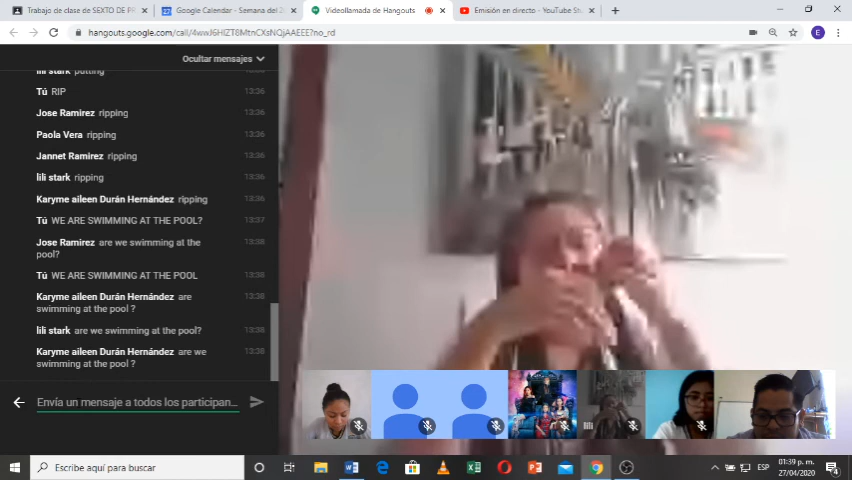 Trabajo de clase de SEXTO DE PR
Google Calendar - Semana del 2
Videollamada de Hangouts
Emisión en directo - YouTube St
hangouts.google.com/call/4wwJ6HIZT8MtnCXsNQjAAEEE?no_rd
E
Ocultar mensajes
lili stark putting
Tú RIP 13:36
Jose Ramirez ripping 13:36
Paola Vera ripping 13:36
Jannet Ramirez ripping 13:36
lili stark ripping 13:36
Karyme aileen Durán Hernández ripping 13:36
Tú WE ARE SWIMMING AT THE POOL? 13:37
Jose Ramirez are we swimming at the 13:38
pool?
Tú WE ARE SWIMMING AT THE POOL 13:38
Karyme aileen Durán Hernández are 13:38
swimming at the pool ?
lili stark are we swimming at the pool? 13:38
Karyme aileen Durán Hernández are we 13:38
swimming at the pool ?
Envía un mensaje a todos los participan...
lili
Escribe aquí para buscar
ESP
01:39 p. m.
27/04/2020
4